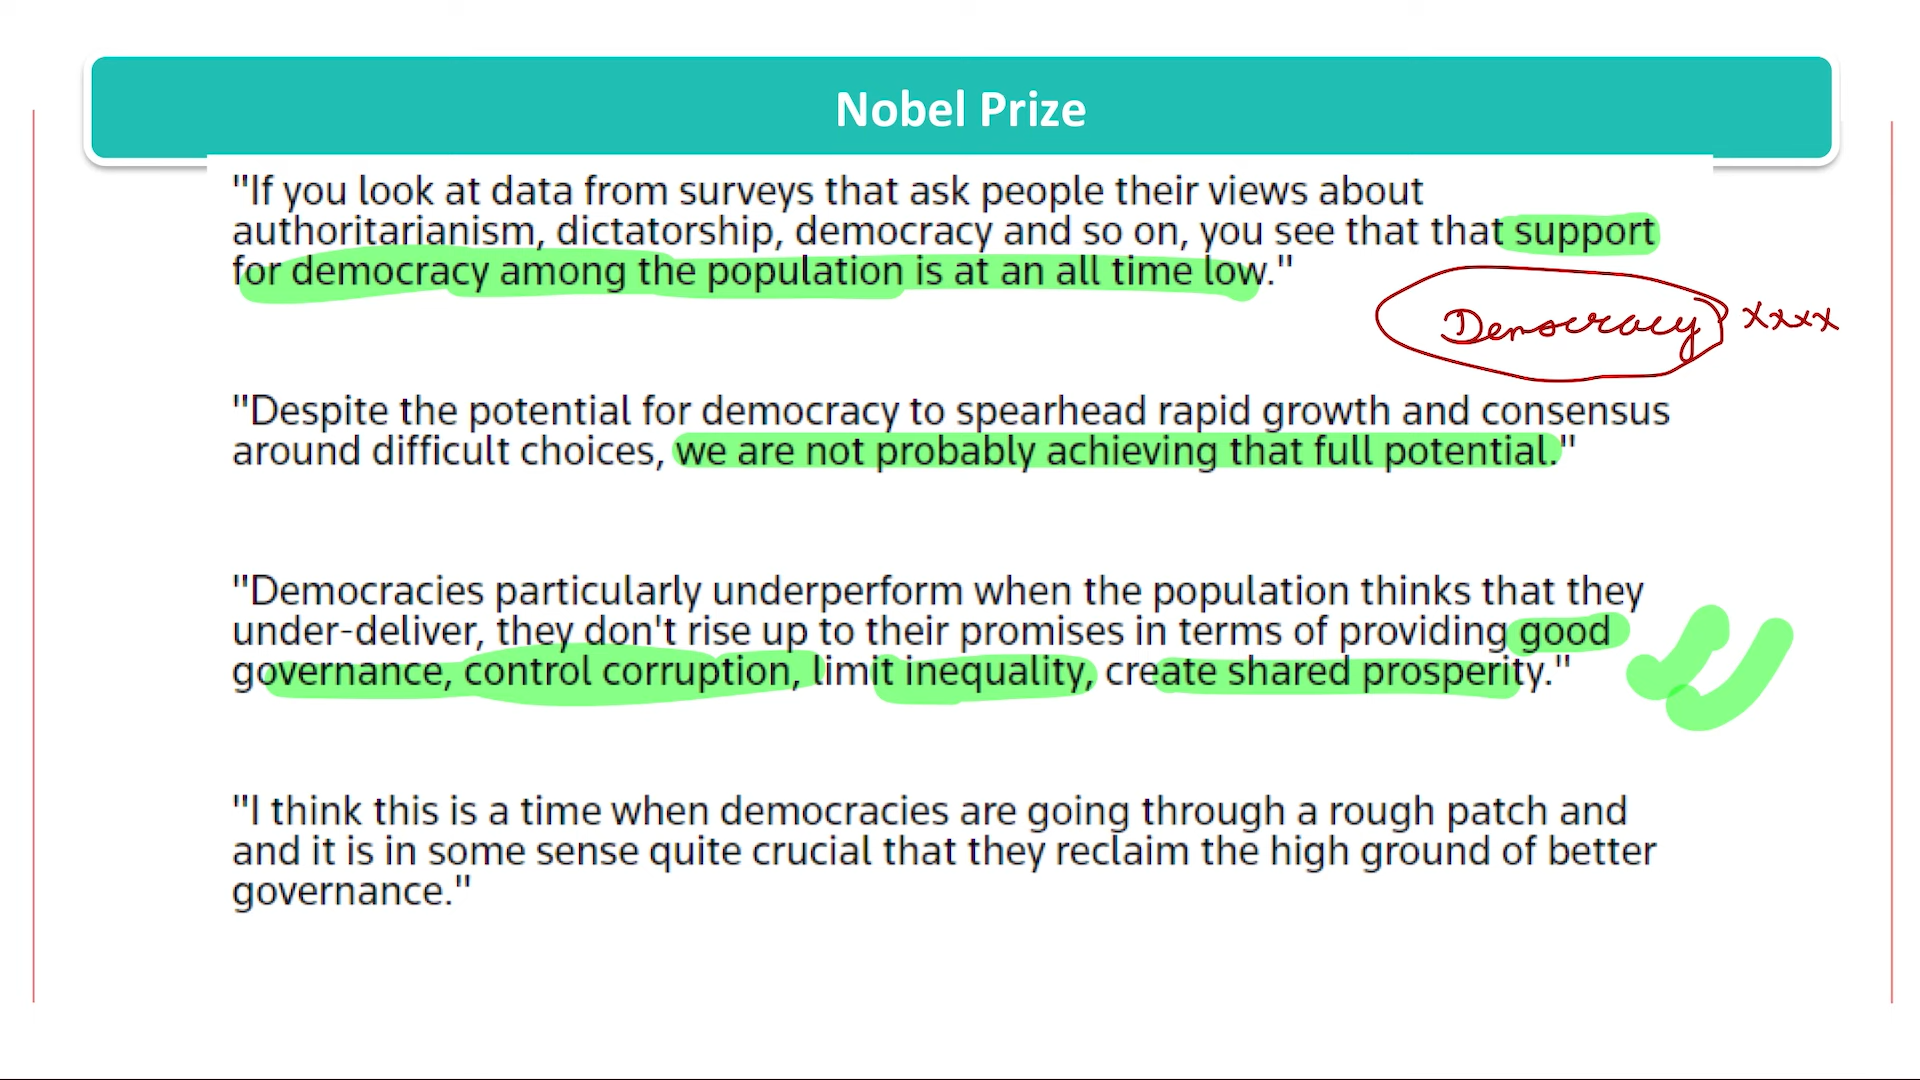 Nobel Prize
"If you look at data from surveys that ask people their views about
authoritarianism, dictatorship, democracy and so on, you see that that support
for democracy among the population is at an all time low."
Democracy xxxx
"Despite the potential for democracy to spearhead rapid growth and consensus
around difficult choices, we are not probably achieving that full potential."
"Democracies particularly underperform when the population thinks that they
under-deliver, they don't rise up to their promises in terms of providing good
governance, control corruption, limit inequality, create shared prosperity."
"I think this is a time when democracies are going through a rough patch and
and it is in some sense quite crucial that they reclaim the high ground of better
governance."